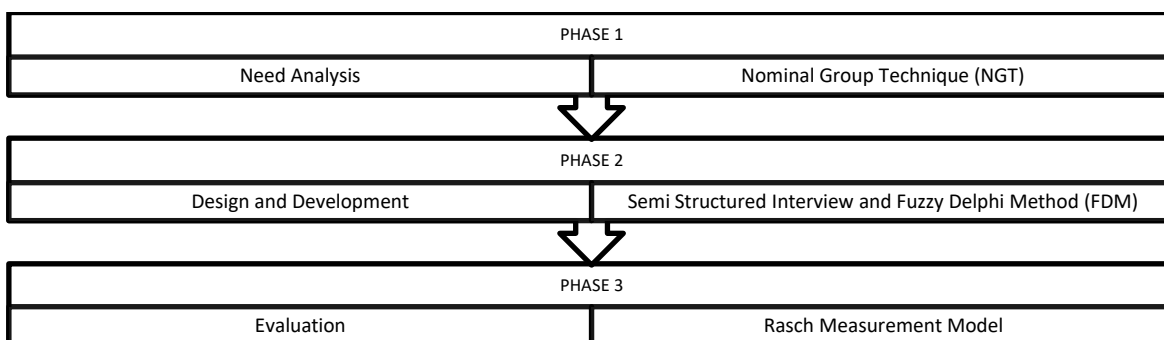 PHASE 1
Need Analysis
Nominal Group Technique (NGT)
PHASE 2
Design and Development
Semi Structured Interview and Fuzzy Delphi Method (FDM)
PHASE 3
Evaluation
Rasch Measurement Model